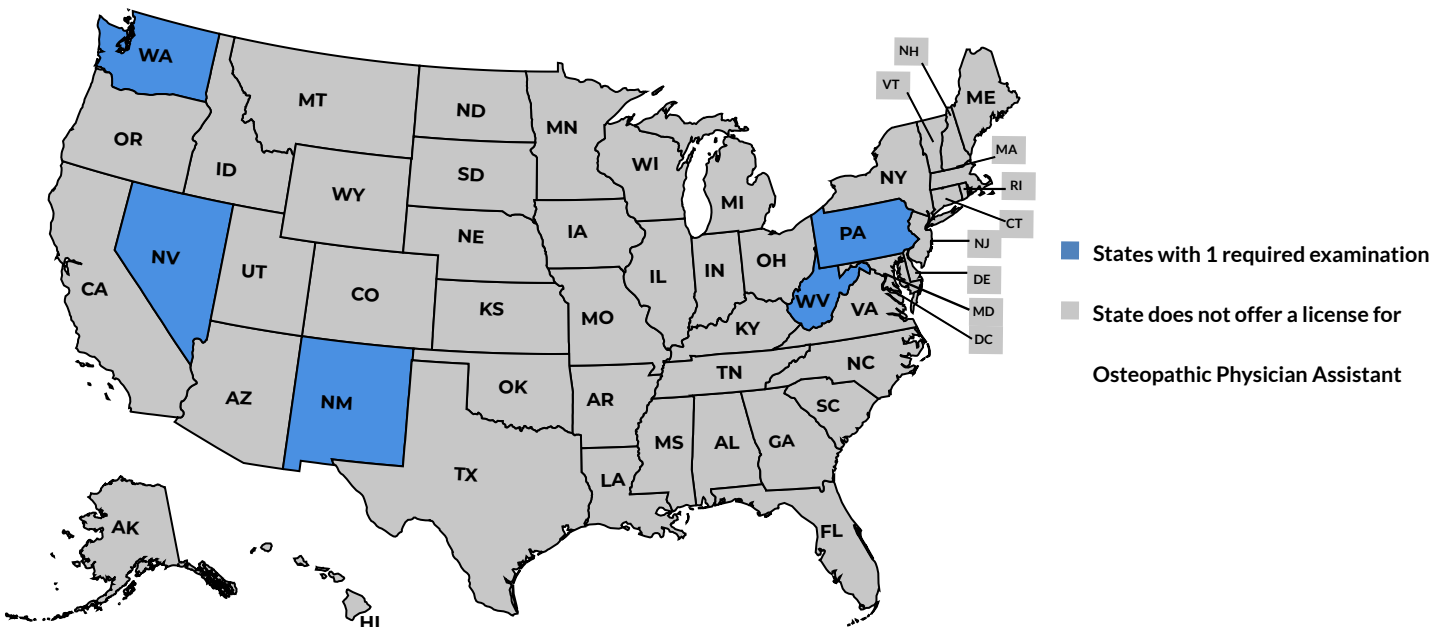 WA
MT
ND
MN
OR
ID
SD
WI
WY
MI
NH
VT
ME
MA
NY
RI
CT
NV
NE
IA
PA
NJ
CA
UT
CO
KS
MO
IL
IN
OH
WV
VA
KY
DE
MD
DC
AZ
NM
OK
AR
TN
NC
SC
TX
LA
MS
AL
GA
FL
AK
HI
States with 1 required examination
State does not offer a license for
Osteopathic Physician Assistant